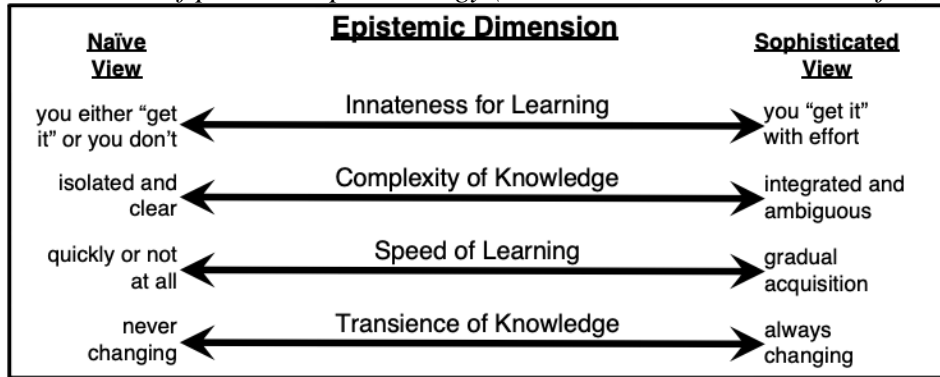 Epistemic Dimension
Naïve
View
Sophisticated
View
you either “get
it” or you don’t
Innateness for Learning
you “get it”
with effort
isolated and
clear
Complexity of Knowledge
integrated and
ambiguous
quickly or not
at all
Speed of Learning
gradual
acquisition
never
changing
Transience of Knowledge
always
changing